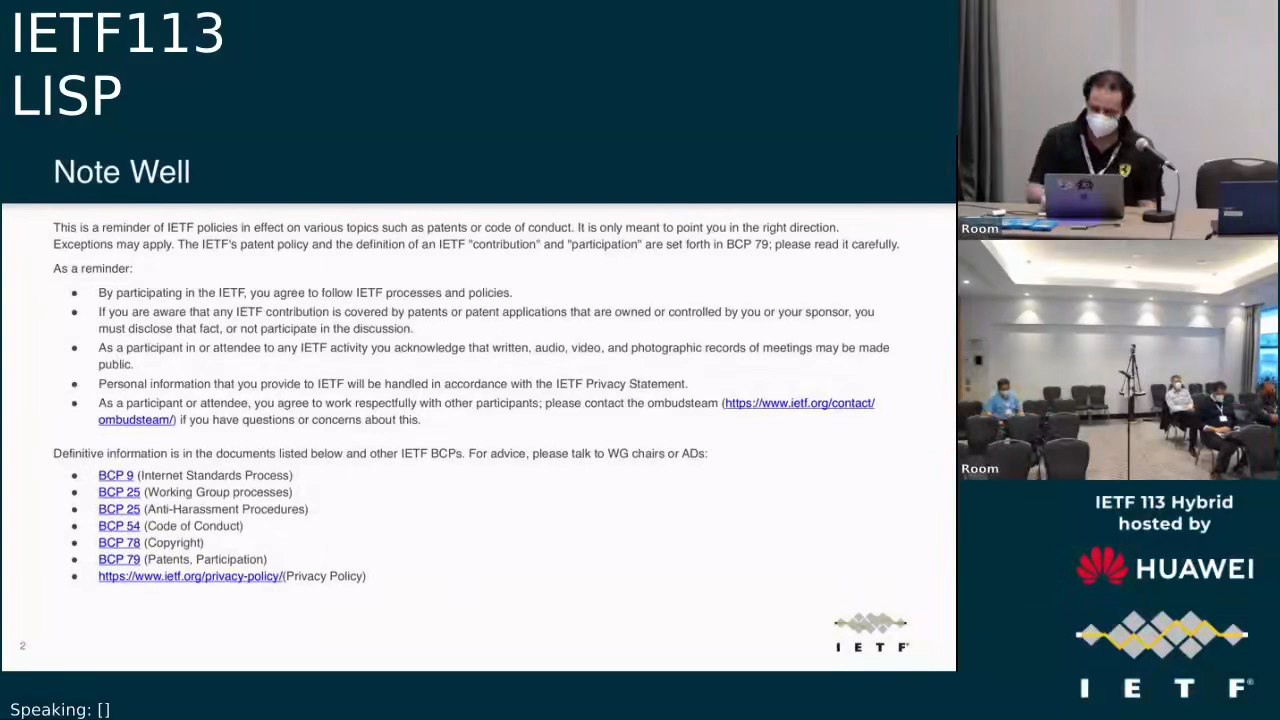 IETF113
LISP
Note Well
This is a reminder of IETF policies in effect on various topics such as patents or code of conduct. It is only meant to point you in the right direction.
Exceptions may apply. The IETF's patent policy and the definition of an IETF "contribution" and "participation" are set forth in BCP 79; please read it carefully.
As a reminder:
● By participating in the IETF, you agree to follow IETF processes and policies.
● If you are aware that any IETF contribution is covered by patents or patent applications that are owned or controlled by you or your sponsor, you
must disclose that fact, or not participate in the discussion.
● As a participant in or attendee to any IETF activity you acknowledge that written, audio, video, and photographic records of meetings may be made
public.
● Personal information that you provide to IETF will be handled in accordance with the IETF Privacy Statement.
● As a participant or attendee, you agree to work respectfully with other participants; please contact the ombudsteam (https://www.ietf.org/contact/
ombudsteam/) if you have questions or concerns about this.
Definitive information is in the documents listed below and other IETF BCPs. For advice, please talk to WG chairs or ADs:
● BCP 9 (Internet Standards Process)
● BCP 25 (Working Group processes)
● BCP 25 (Anti-Harassment Procedures)
● BCP 54 (Code of Conduct)
● BCP 78 (Copyright)
● BCP 79 (Patents, Participation)
● https://www.ietf.org/privacy-policy/(Privacy Policy)
2
I E T F®
Room
Room
IETF 113 Hybrid
hosted by
HUAWEI
I E T F®
Speaking: []